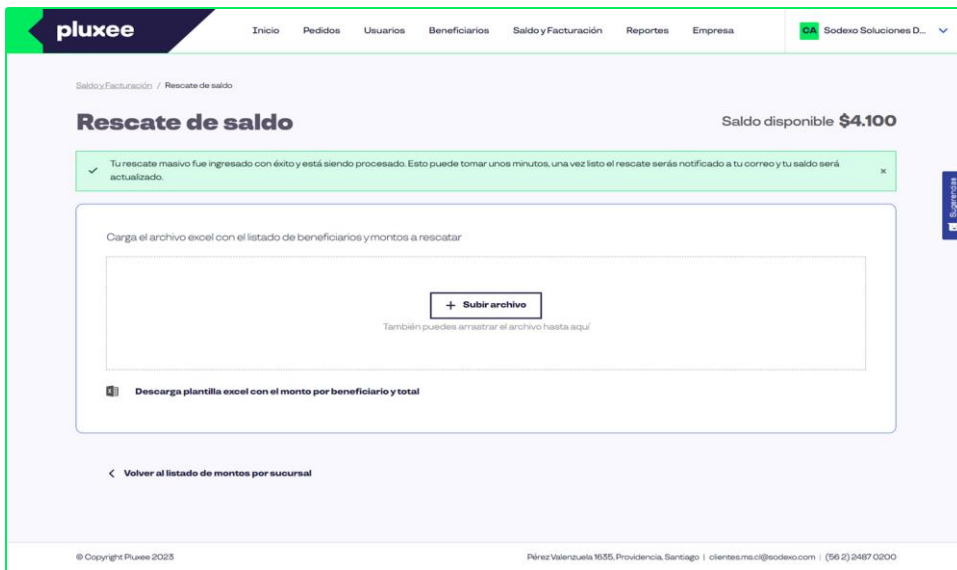 pluxee
Inicio Pedidos Usuarios Beneficiarios Saldo y Facturación Reportes Empresa CA Sodexo Soluciones D...
Saldo y Facturación / Rescate de saldo
Rescate de saldo
Saldo disponible $4.100
Tu rescate masivo fue ingresado con éxito y está siendo procesado. Esto puede tomar unos minutos, una vez listo el rescate serás notificado a tu correo y tu saldo será
actualizado.
Sugerencias
Carga el archivo excel con el listado de beneficiarios y montos a rescatar
+ Subir archivo
También puedes arrastrar el archivo hasta aquí
Descarga plantilla excel con el monto por beneficiario y total
Volver al listado de montos por sucursal
© Copyright Pluxee 2023
Pérez Valenzuela 1635, Providencia, Santiago | clientes.ms.cl@sodexo.com | (56 2) 2487 0200